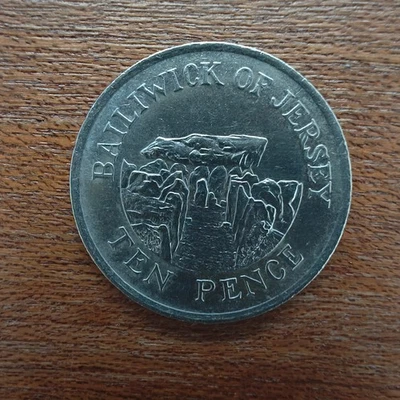 BAILIWICK OF JERSEY
TEN PENCE